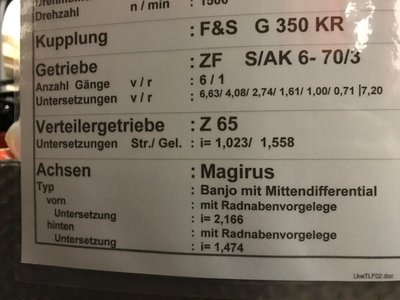 Drehzahl n / min : 1500
Kupplung : F&S G 350 KR
Getriebe : ZF S/AK 6- 70/3
Anzahl Gänge v / r : 6 / 1
Untersetzungen v / r : 6,63/ 4,08/ 2,74/ 1,61/ 1,00/ 0,71 |7,20
Verteilergetriebe : Z 65
Untersetzungen Str./ Gel. : i= 1,023/ 1,558
Achsen : Magirus
Typ : Banjo mit Mittendifferential
vorn : mit Radnabenvorgelege
Untersetzung : i= 2,166
hinten : mit Radnabenvorgelege
Untersetzung : i= 1,474
LkwTLF02.doc